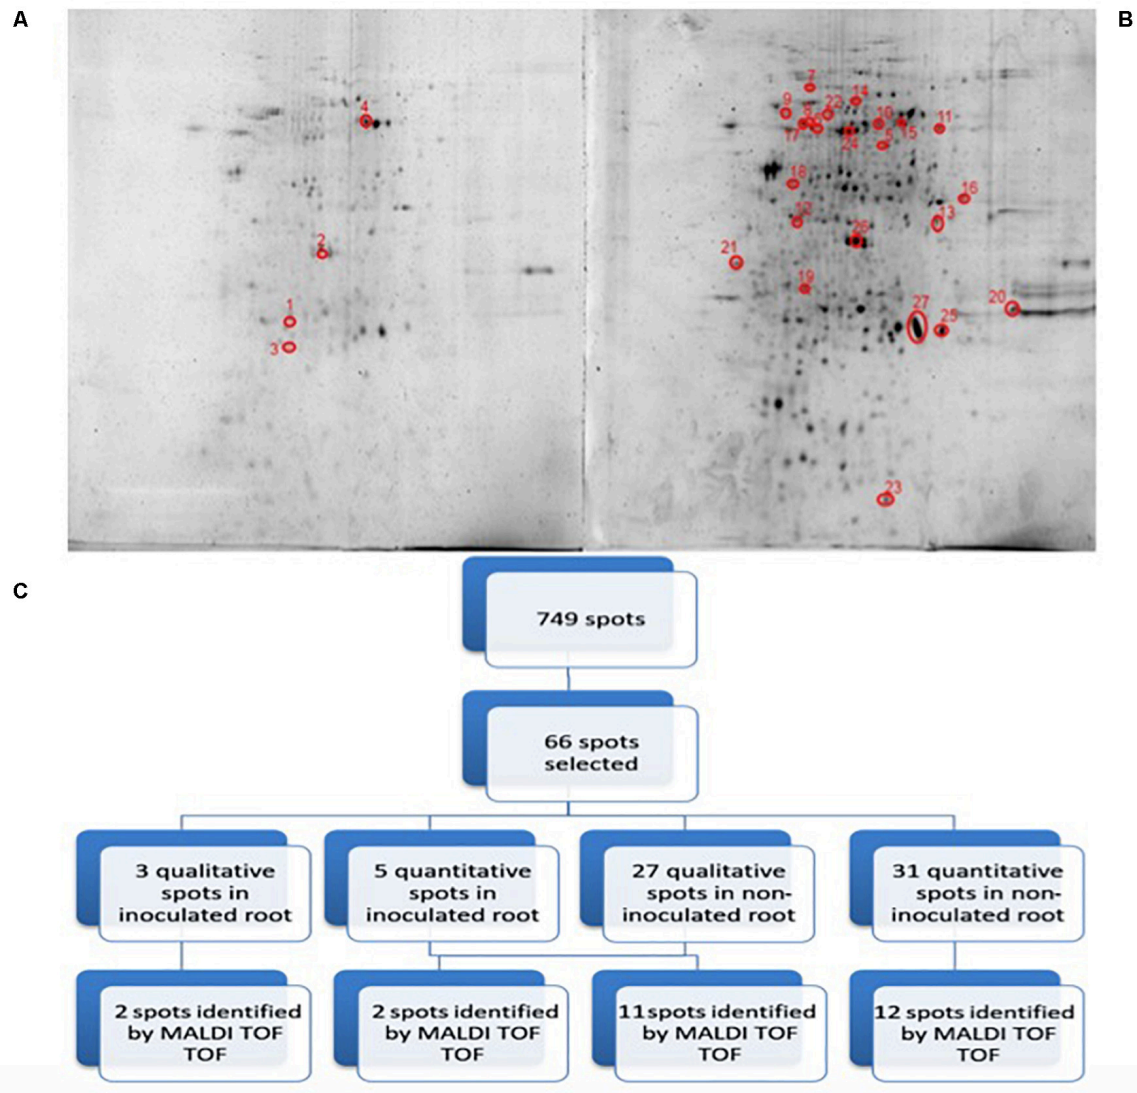 A
B
4
2
1
3
7
14
9
8
22
10
11
17
6
24
15
5
18
16
12
13
26
21
19
20
27
25
23
C
749 spots
66 spots
selected
3 qualitative
spots in
inoculated root
5 quantitative
spots in
inoculated root
27 qualitative
spots in non-
inoculated root
31 quantitative
spots in non-
inoculated root
2 spots identified
by MALDI TOF
TOF
2 spots identified
by MALDI TOF
TOF
11spots identified
by MALDI TOF
TOF
12 spots identified
by MALDI TOF
TOF